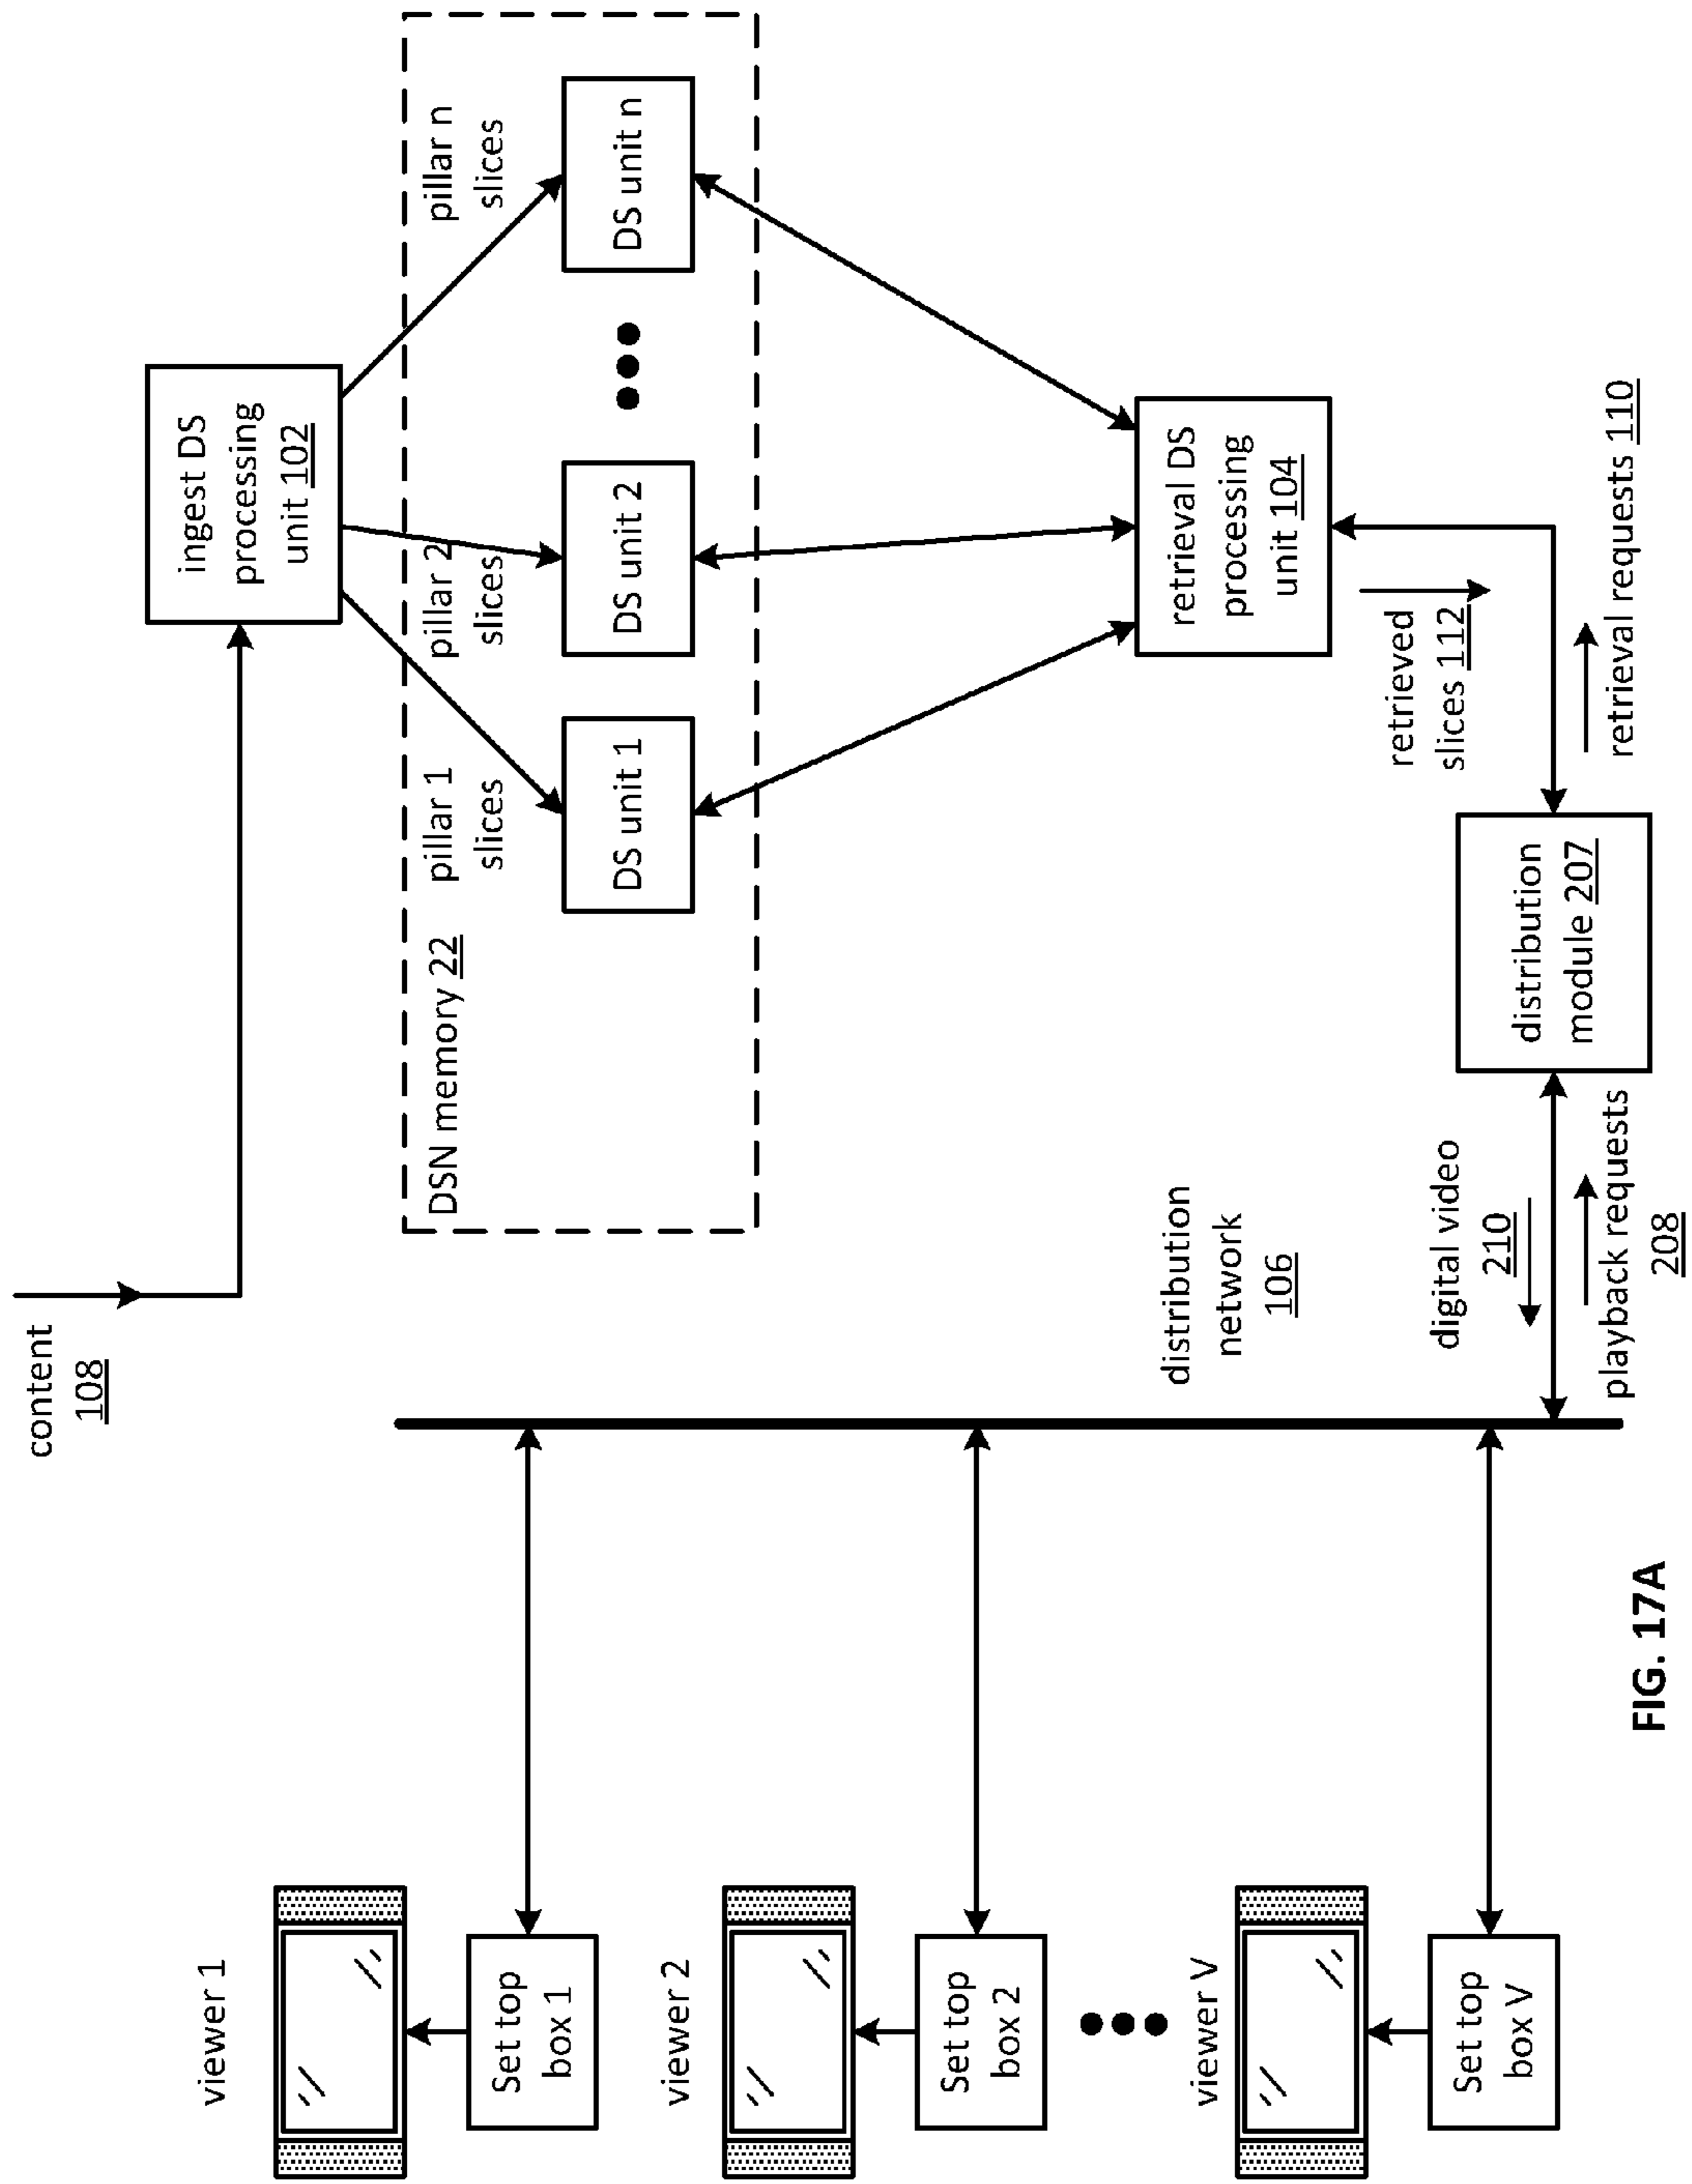 content
108
ingest DS
processing
unit 102
DSN memory 22
pillar 1
slices
pillar 2
slices
pillar n
slices
DS unit 1
DS unit 2
DS unit n
viewer 1
Set top
box 1
viewer 2
Set top
box 2
viewer V
Set top
box V
distribution
network
106
retrieval DS
processing
unit 104
retrieved
slices 112
retrieval requests 110
distribution
module 207
digital video
210
playback requests
208
FIG. 17A